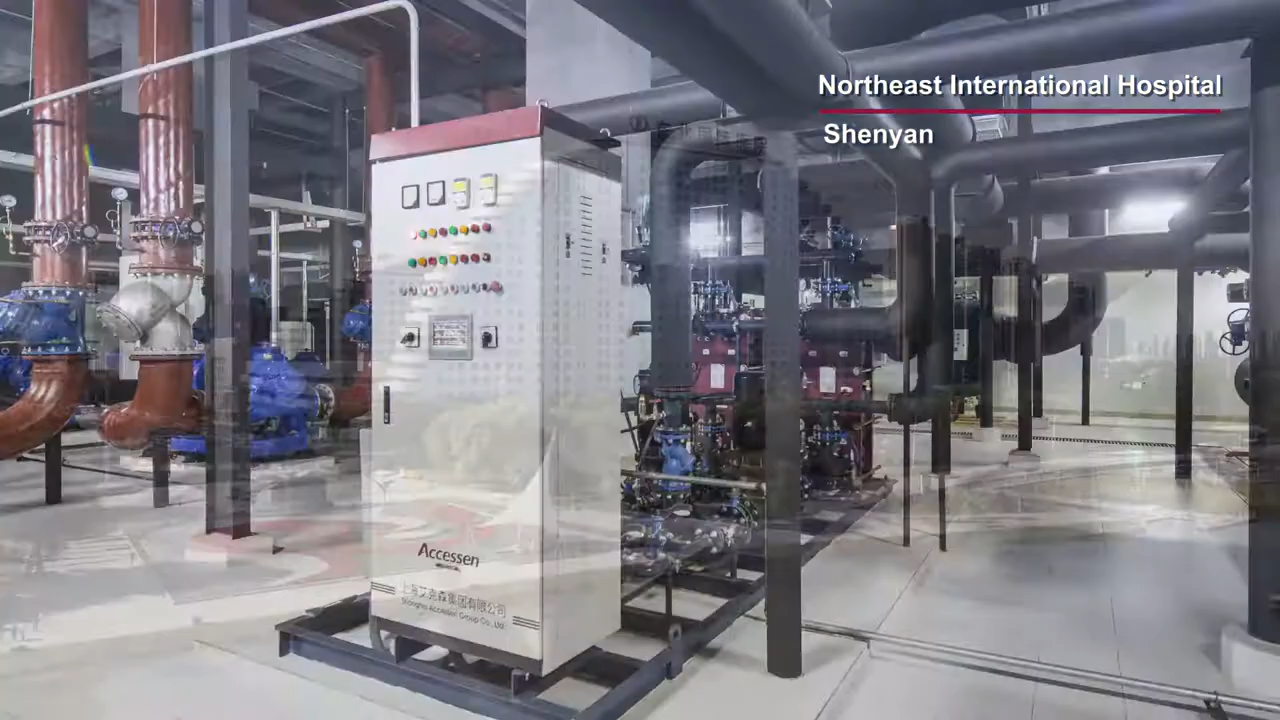 Northeast International Hospital
Shenyan
Accessen
上海艾克森集团有限公司
Shanghai Accessen Group Co., Ltd.